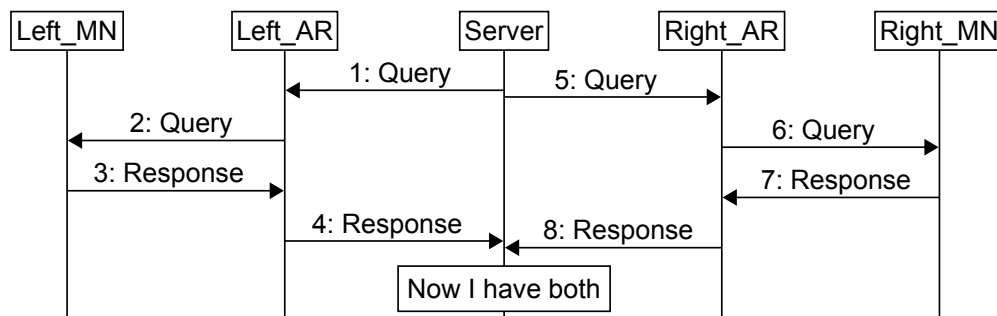 Left_MN
Left_AR
Server
Right_AR
Right_MN
1: Query
5: Query
2: Query
6: Query
3: Response
7: Response
4: Response
8: Response
Now I have both